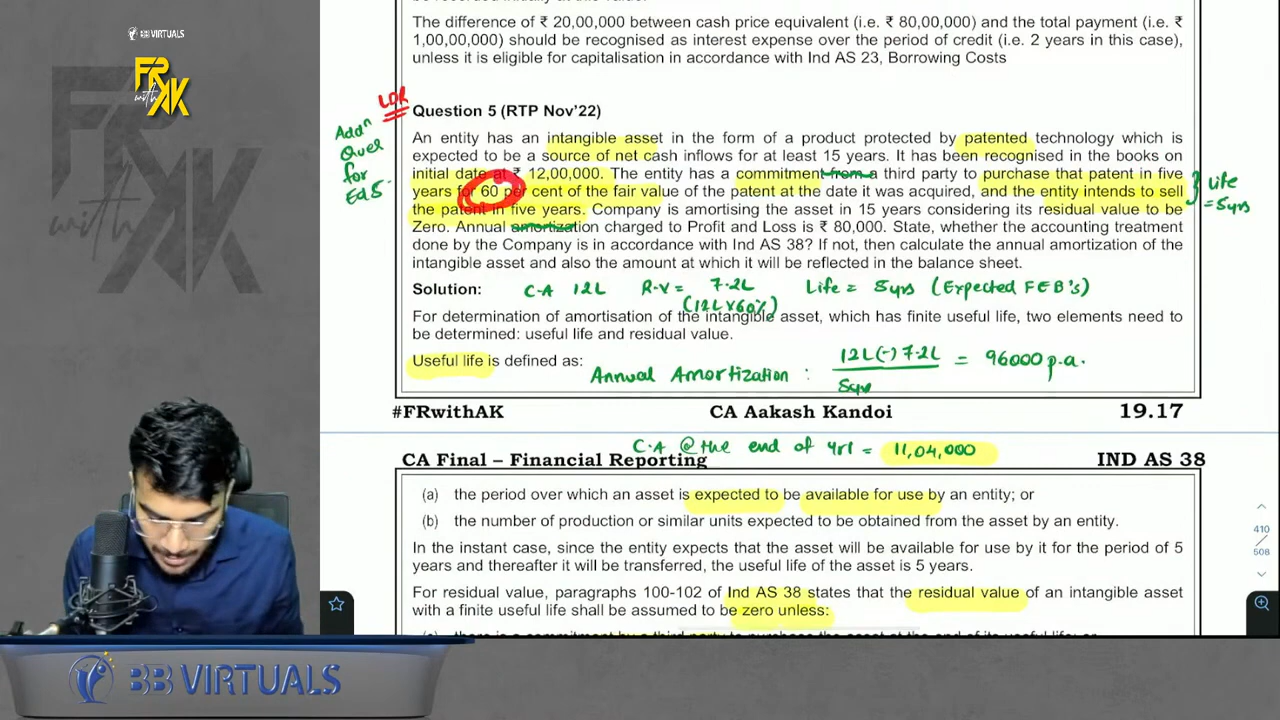 BB VIRTUALS
FR
with
AK
The difference of ₹ 20,00,000 between cash price equivalent (i.e. ₹ 80,00,000) and the total payment (i.e. ₹
1,00,00,000) should be recognised as interest expense over the period of credit (i.e. 2 years in this case),
unless it is eligible for capitalisation in accordance with Ind AS 23, Borrowing Costs
LDR
Question 5 (RTP Nov'22)
Addn
Ques
for
Ed 5
An entity has an intangible asset in the form of a product protected by patented technology which is
expected to be a source of net cash inflows for at least 15 years. It has been recognised in the books on
initial date at ₹ 12,00,000. The entity has a commitment from a third party to purchase that patent in five
years for 60 per cent of the fair value of the patent at the date it was acquired, and the entity intends to sell
the patent in five years. Company is amortising the asset in 15 years considering its residual value to be
Zero. Annual amortization charged to Profit and Loss is ₹ 80,000. State, whether the accounting treatment
done by the Company is in accordance with Ind AS 38? If not, then calculate the annual amortization of the
intangible asset and also the amount at which it will be reflected in the balance sheet.
Life
=5yrs
Solution: C.A 12L R.V = 7.2L Life = 5yrs (Expected F.E.B's)
(12L x 60%)
For determination of amortisation of the intangible asset, which has finite useful life, two elements need to
be determined: useful life and residual value.
Useful life is defined as:
Annual Amortization : 12L (-) 7.2L = 96000 p.a.
5yrs
#FRwithAK CA Aakash Kandoi 19.17
C.A @ the end of yr1 = 11,04,000
CA Final – Financial Reporting IND AS 38
(a) the period over which an asset is expected to be available for use by an entity; or
(b) the number of production or similar units expected to be obtained from the asset by an entity.
In the instant case, since the entity expects that the asset will be available for use by it for the period of 5
years and thereafter it will be transferred, the useful life of the asset is 5 years.
For residual value, paragraphs 100-102 of Ind AS 38 states that the residual value of an intangible asset
with a finite useful life shall be assumed to be zero unless:
410
508
BB VIRTUALS